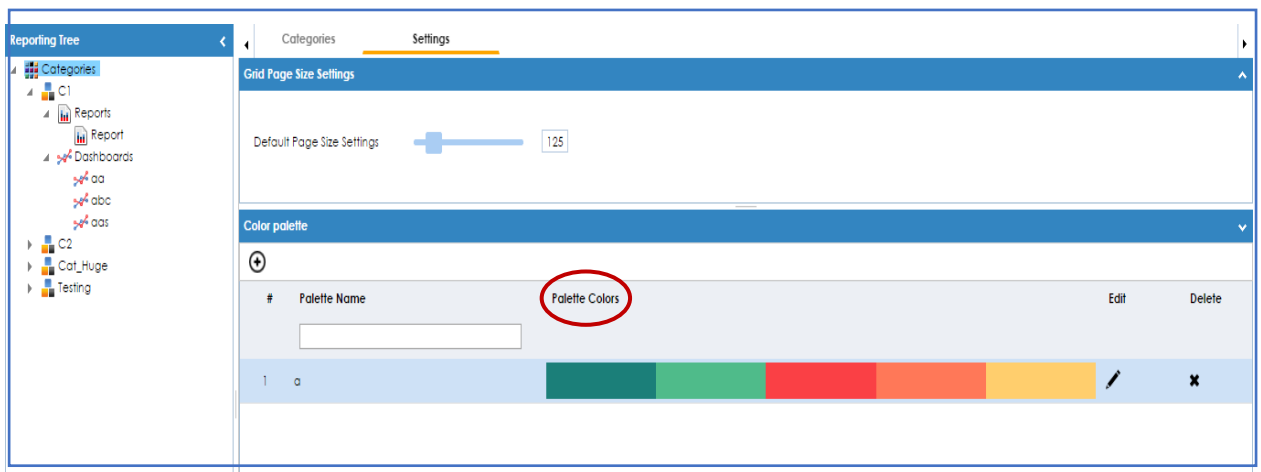 Reporting Tree
Categories
C1
Reports
Report
Dashboards
aa
abc
aas
C2
Cat_Huge
Testing
Categories Settings
Grid Page Size Settings
Default Page Size Settings 125
Color palette
# Palette Name Palette Colors Edit Delete
1 a